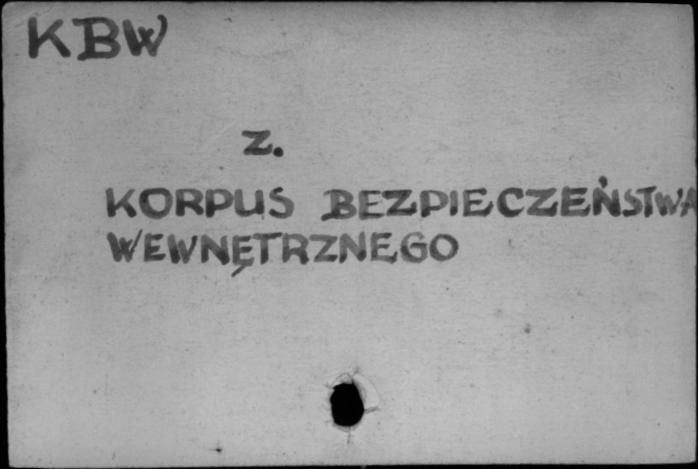 KBW
z.
KORPUS BEZPIECZEŃSTWA
WEWNĘTRZNEGO